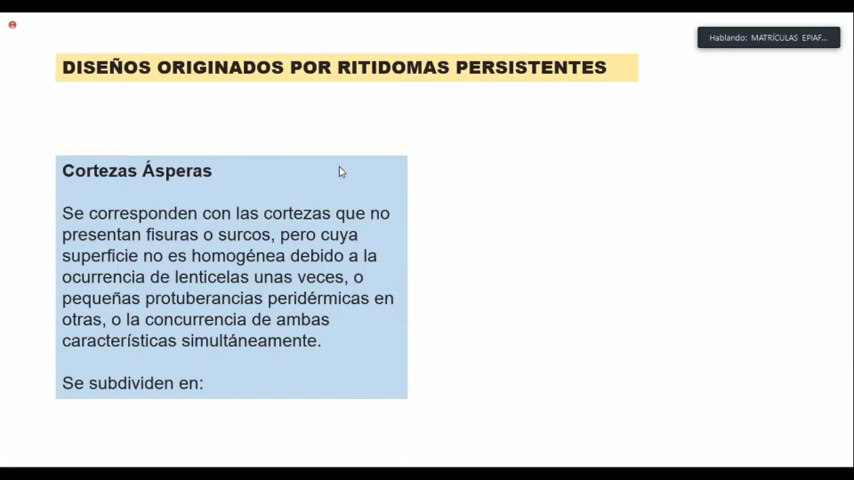 Hablando: MATRÍCULAS EPIAF...
DISEÑOS ORIGINADOS POR RITIDOMAS PERSISTENTES
Cortezas Ásperas
Se corresponden con las cortezas que no
presentan fisuras o surcos, pero cuya
superficie no es homogénea debido a la
ocurrencia de lenticelas unas veces, o
pequeñas protuberancias peridérmicas en
otras, o la concurrencia de ambas
características simultáneamente.
Se subdividen en: